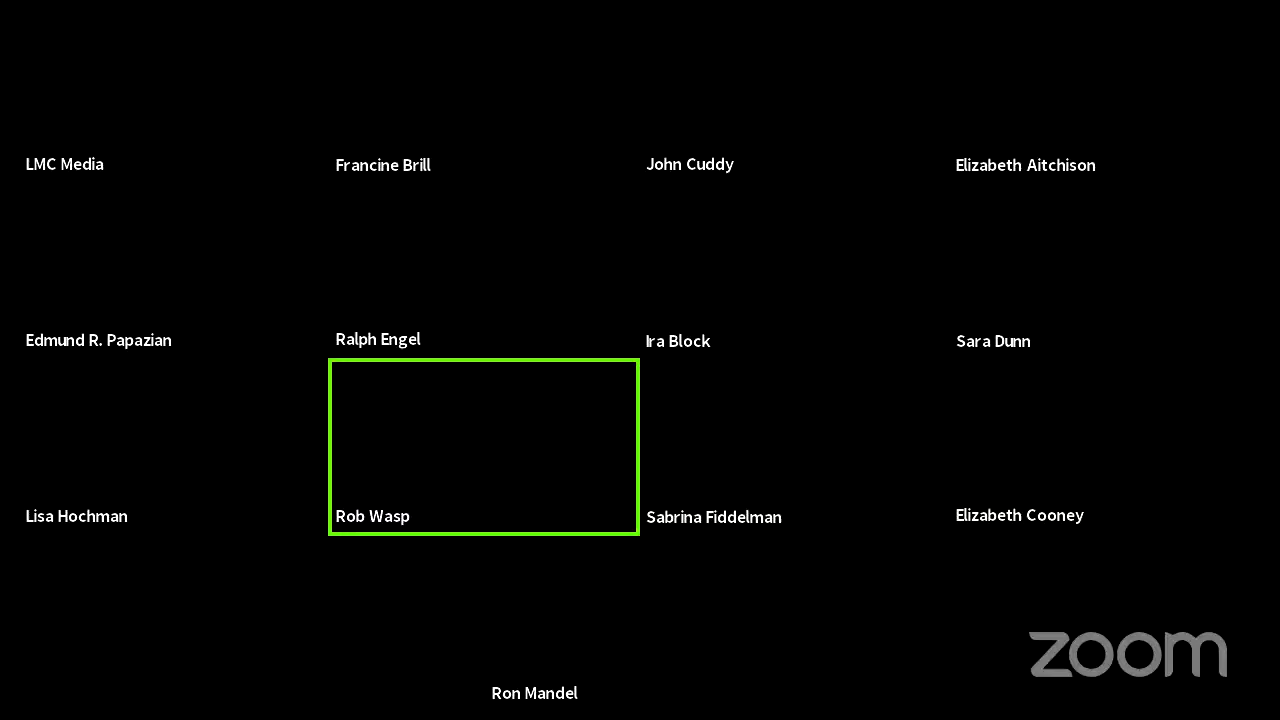 LMC Media
Francine Brill
John Cuddy
Elizabeth Aitchison
Edmund R. Papazian
Ralph Engel
Ira Block
Sara Dunn
Lisa Hochman
Rob Wasp
Sabrina Fiddelman
Elizabeth Cooney
zoom
Ron Mandel